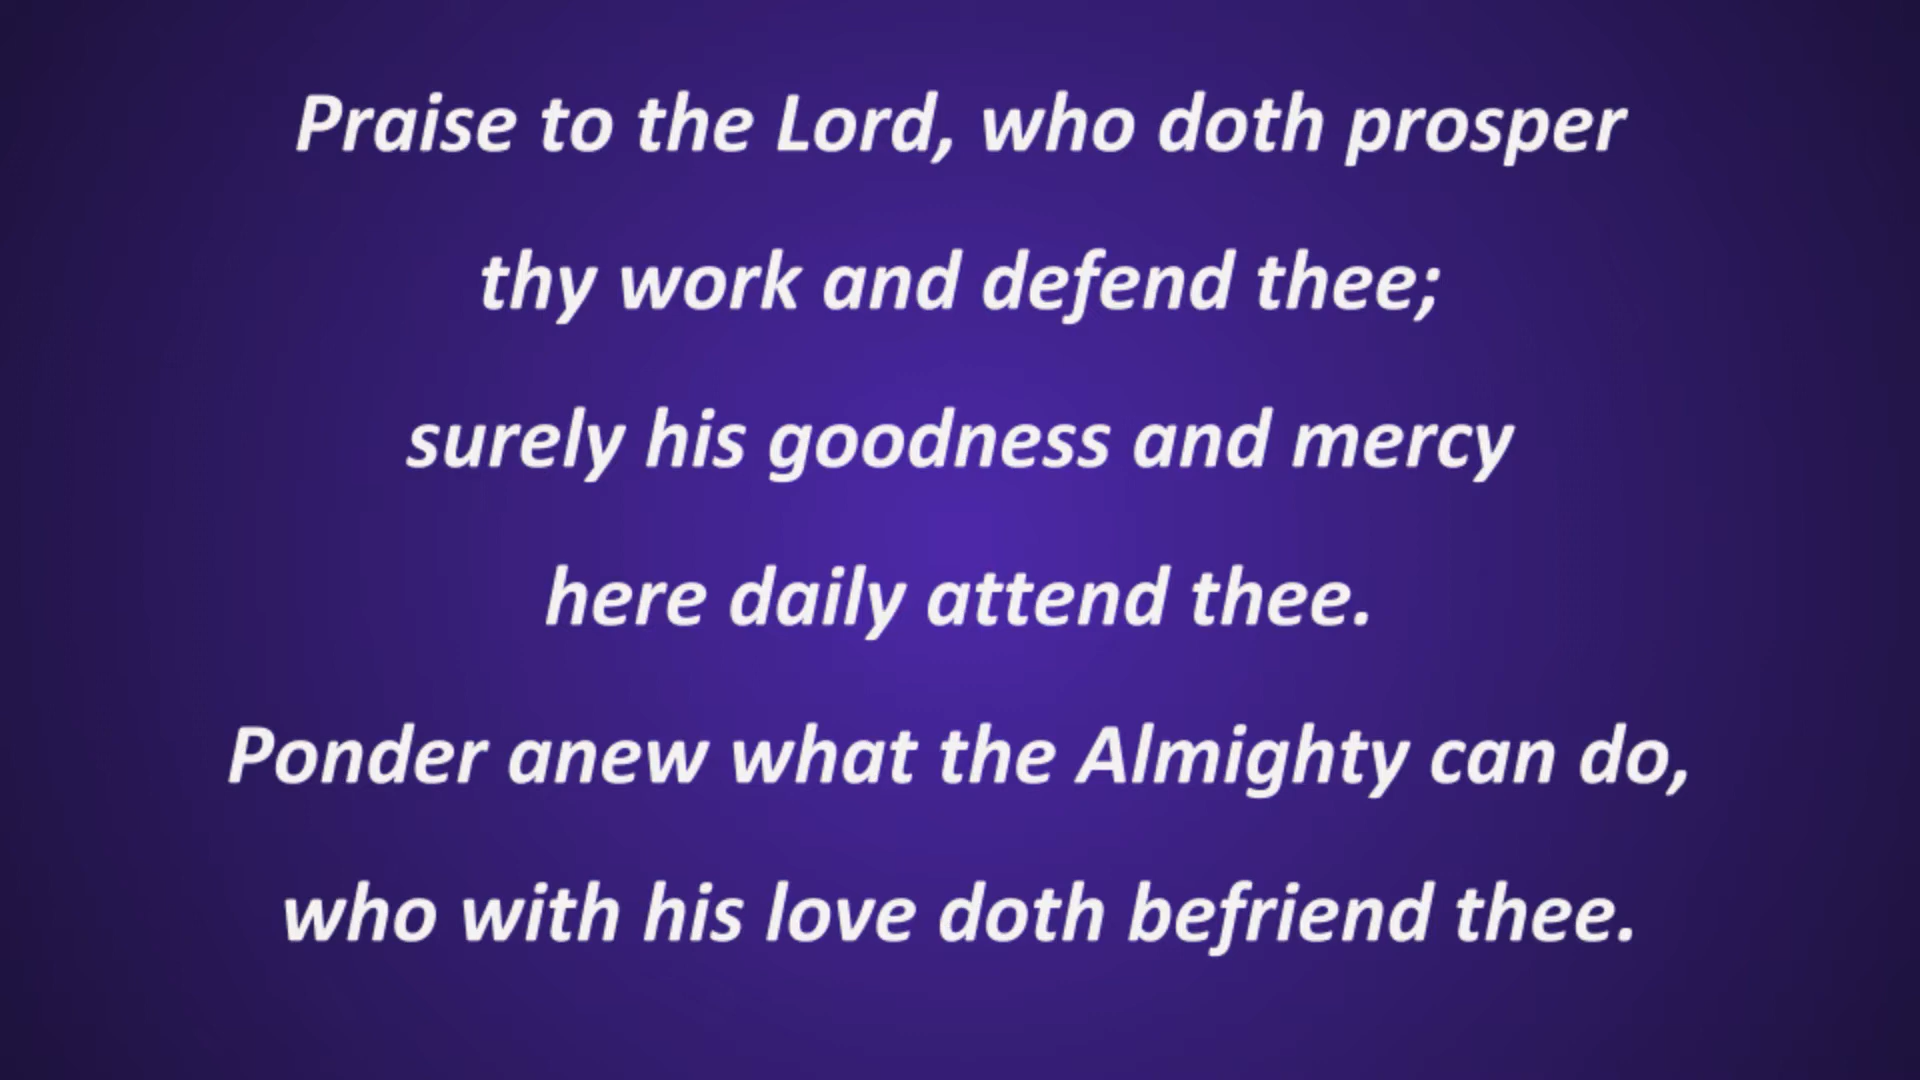 Praise to the Lord, who doth prosper
thy work and defend thee;
surely his goodness and mercy
here daily attend thee.
Ponder anew what the Almighty can do,
who with his love doth befriend thee.